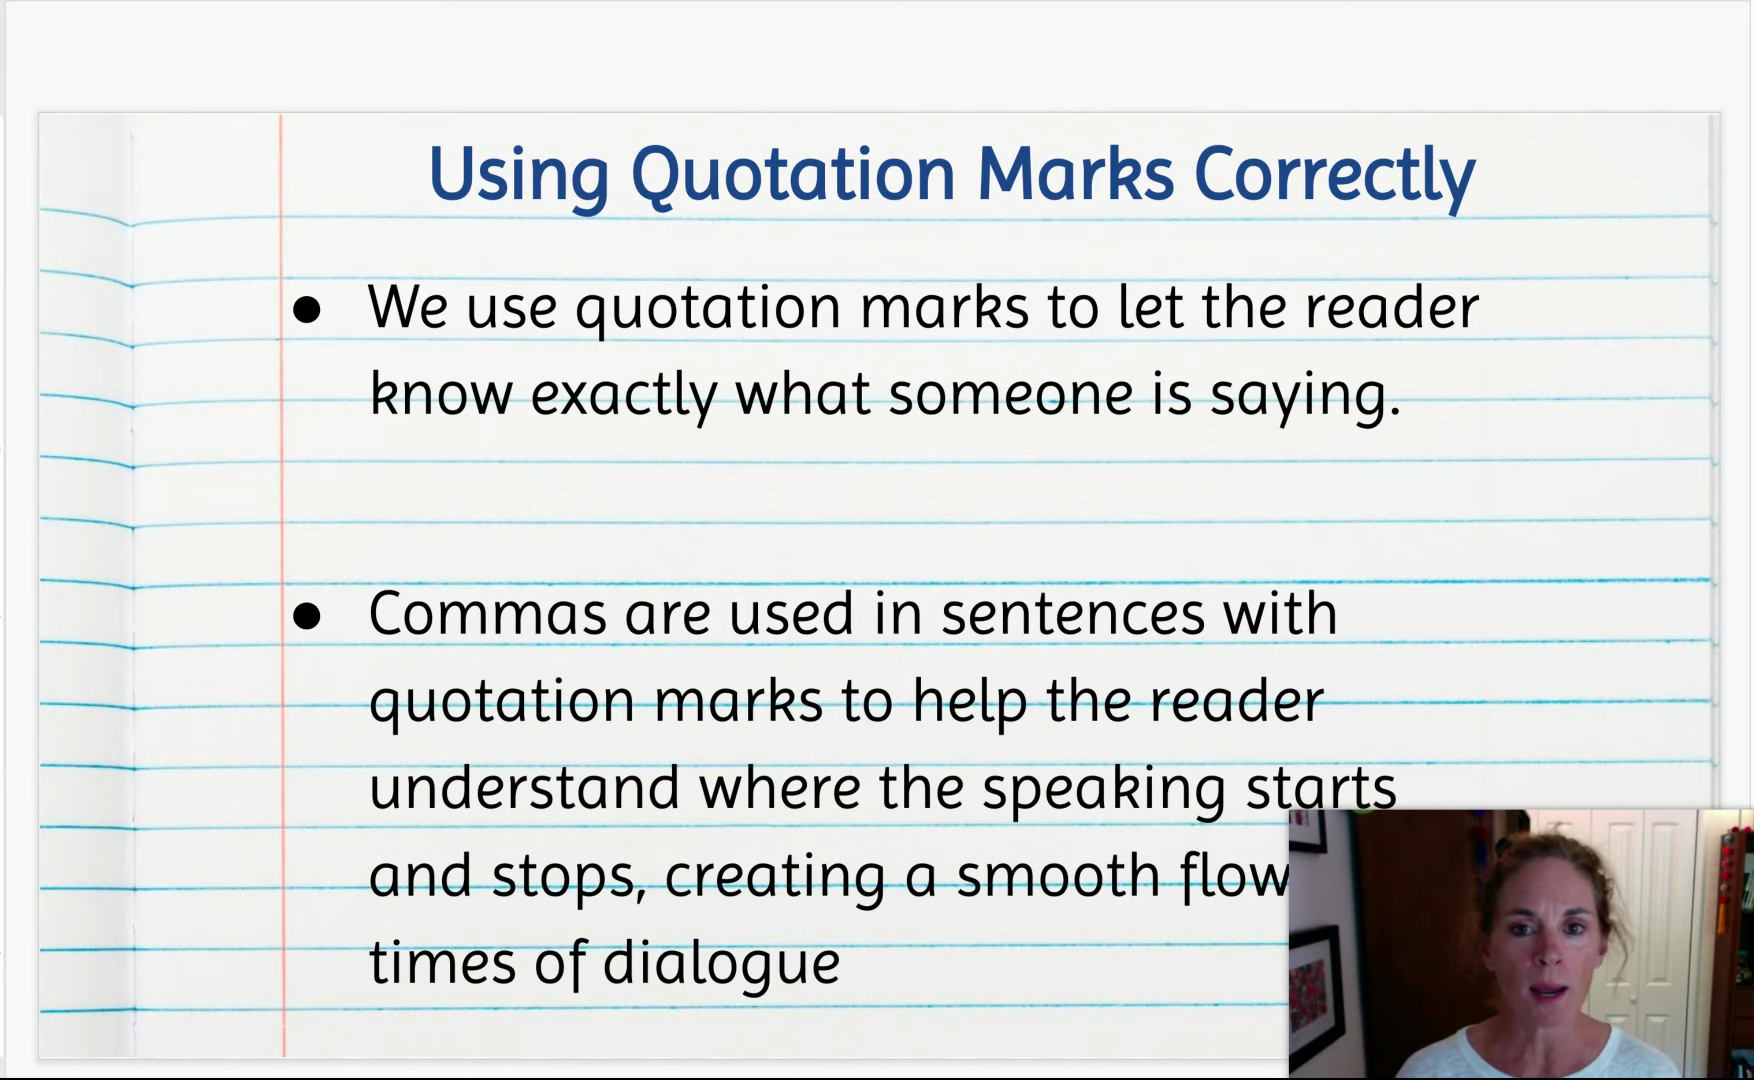 Using Quotation Marks Correctly
● We use quotation marks to let the reader
know exactly what someone is saying.
● Commas are used in sentences with
quotation marks to help the reader
understand where the speaking starts
and stops, creating a smooth flow
times of dialogue